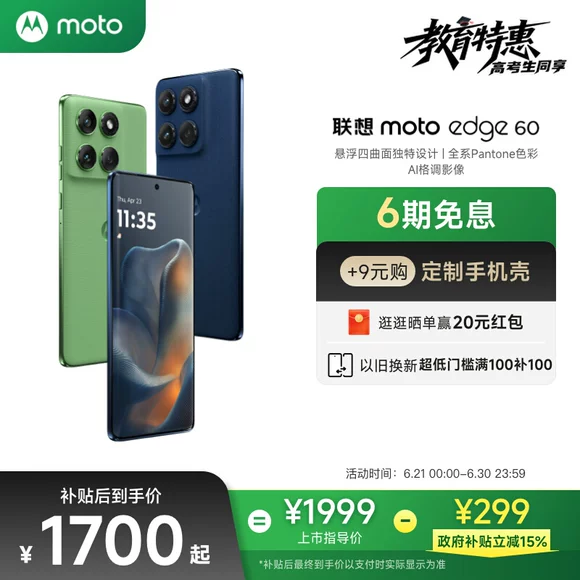 moto
教育特惠
高考生同享
联想 moto edge 60
悬浮四曲面独特设计 | 全系Pantone色彩
AI格调影像
Thu, Apr 23
11:35
6期免息
+9元购 定制手机壳
逛逛晒单赢20元红包
以旧换新 超低门槛满100补100
活动时间：6.21 00:00-6.30 23:59
补贴后到手价
¥1700起
= ¥1999 - ¥299
上市指导价 政府补贴立减15%
*补贴后最终到手价以支付时实际显示为准